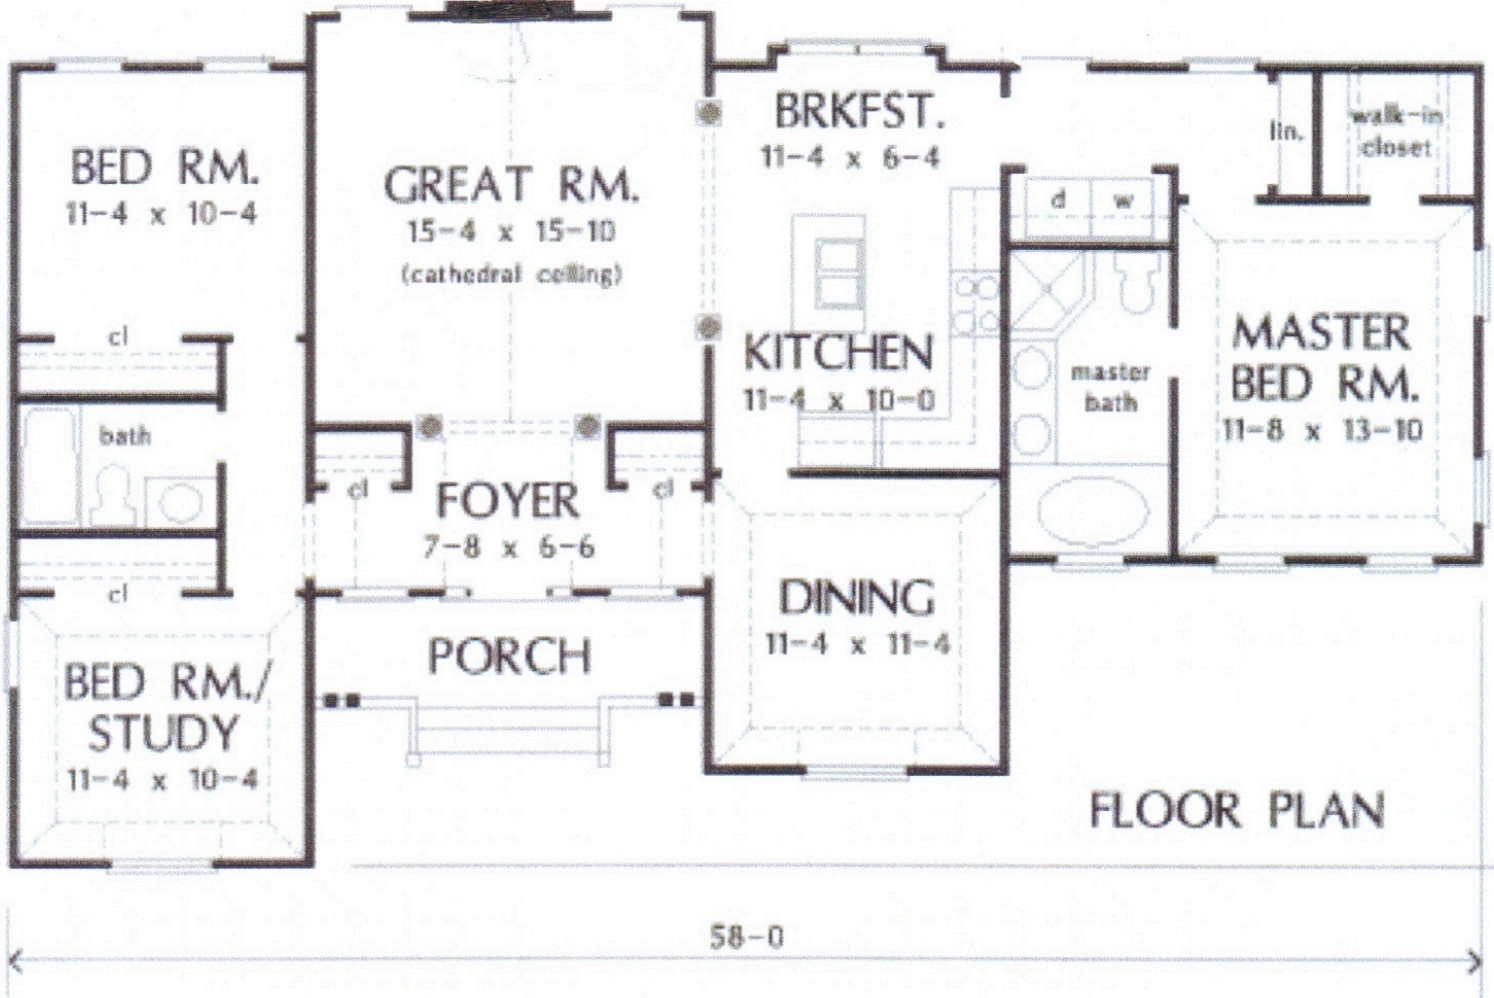 BED RM.
11-4 x 10-4
cl
bath
cl
BED RM./
STUDY
11-4 x 10-4
GREAT RM.
15-4 x 15-10
(cathedral ceiling)
cl
FOYER
7-8 x 6-6
cl
PORCH
BRKFST.
11-4 x 6-4
KITCHEN
11-4 x 10-0
DINING
11-4 x 11-4
d
w
lin.
walk-in
closet
master
bath
MASTER
BED RM.
11-8 x 13-10
FLOOR PLAN
58-0